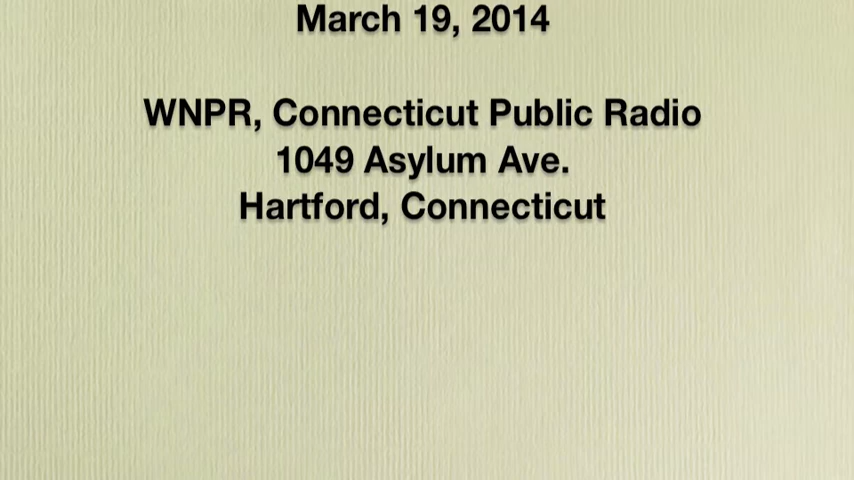 March 19, 2014
WNPR, Connecticut Public Radio
1049 Asylum Ave.
Hartford, Connecticut